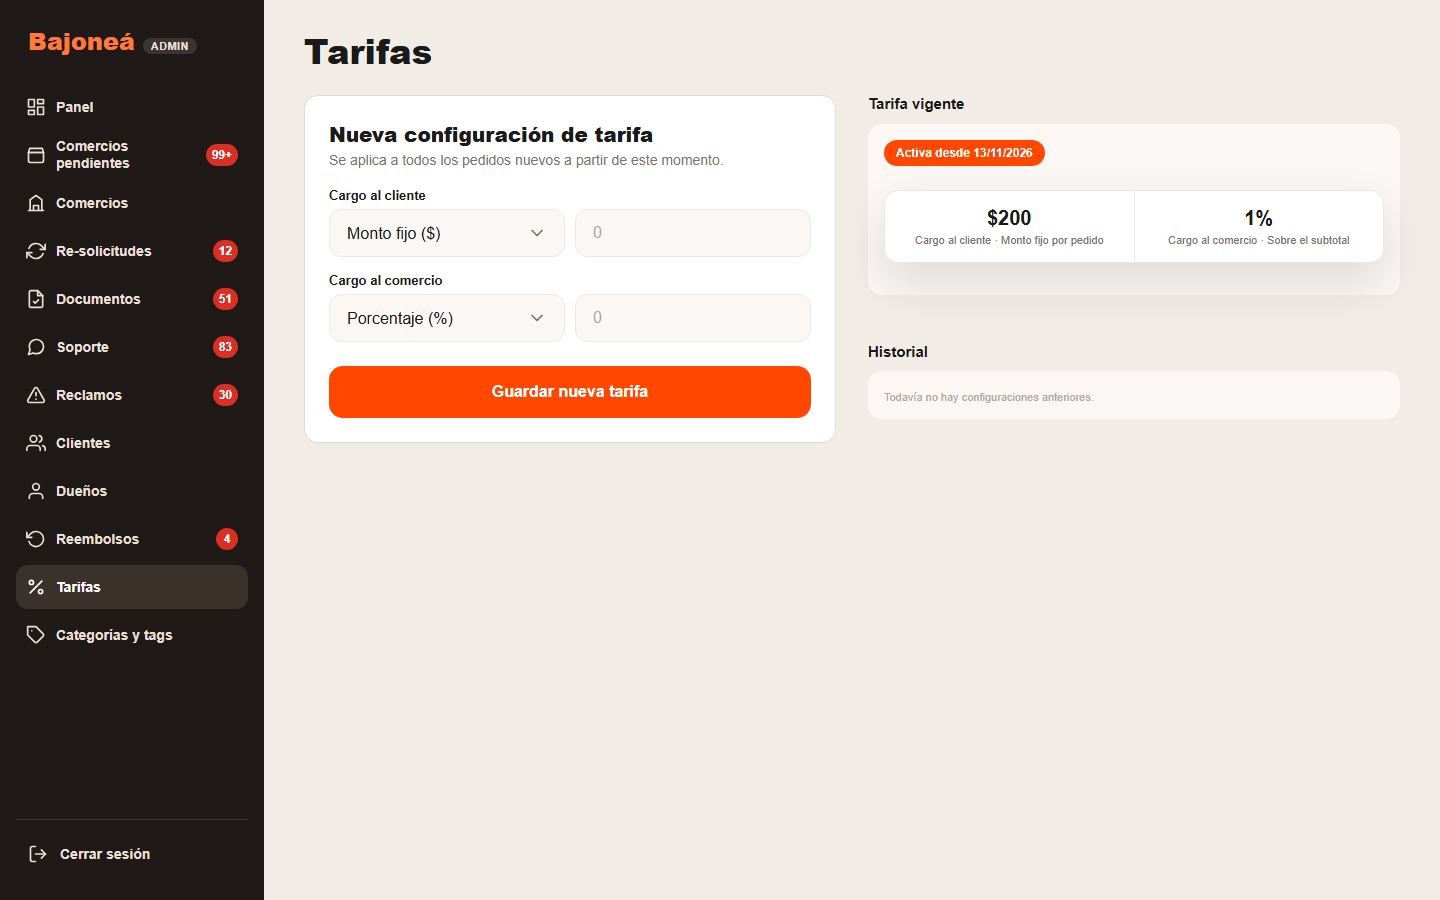 Bajoneá ADMIN
Panel
Comercios
pendientes
99+
Comercios
Re-solicitudes 12
Documentos 51
Soporte 83
Reclamos 30
Clientes
Dueños
Reembolsos 4
Tarifas
Categorías y tags
Cerrar sesión
Tarifas
Nueva configuración de tarifa
Se aplica a todos los pedidos nuevos a partir de este momento.
Cargo al cliente
Monto fijo ($) 0
Cargo al comercio
Porcentaje (%) 0
Guardar nueva tarifa
Tarifa vigente
Activa desde 13/11/2026
$200
Cargo al cliente · Monto fijo por pedido
1%
Cargo al comercio · Sobre el subtotal
Historial
Todavía no hay configuraciones anteriores.